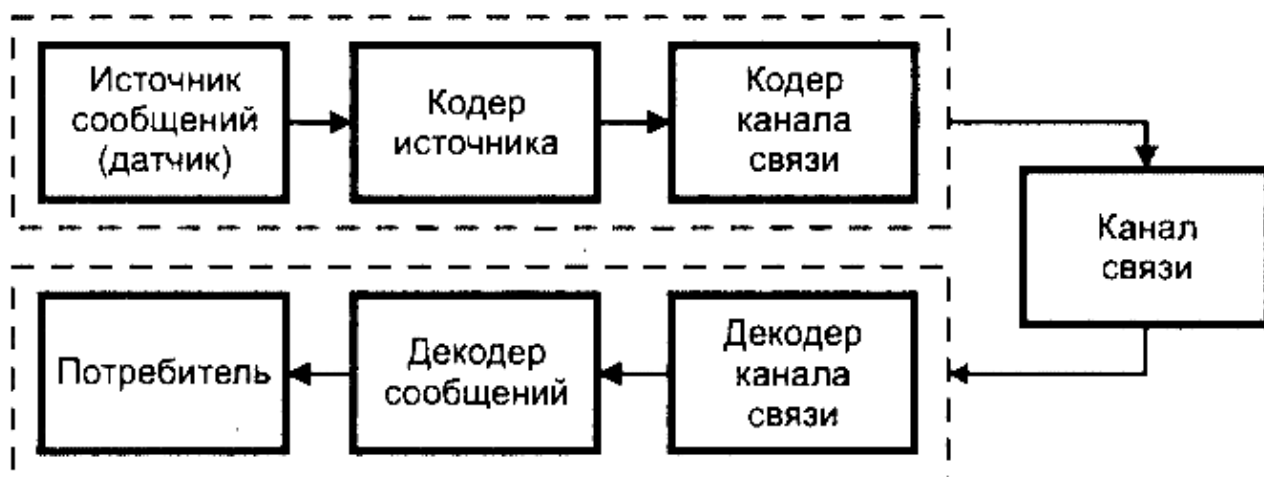 Источник
сообщений
(датчик)
Кодер
источника
Кодер
канала
связи
Канал
связи
Потребитель
Декодер
сообщений
Декодер
канала
связи